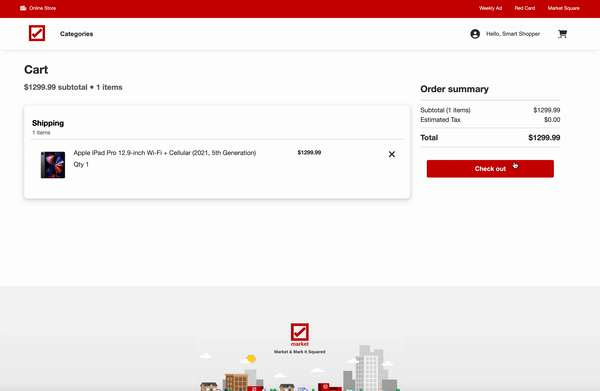 Online Store
Weekly Ad
Red Card
Market Square
Categories
Hello, Smart Shopper
Cart
$1299.99 subtotal • 1 items
Shipping
1 items
Apple iPad Pro 12.9-inch Wi-Fi + Cellular (2021, 5th Generation)
$1299.99
Qty 1
Order summary
Subtotal (1 items) $1299.99
Estimated Tax $0.00
Total $1299.99
Check out
market
Market & Mark It Squared